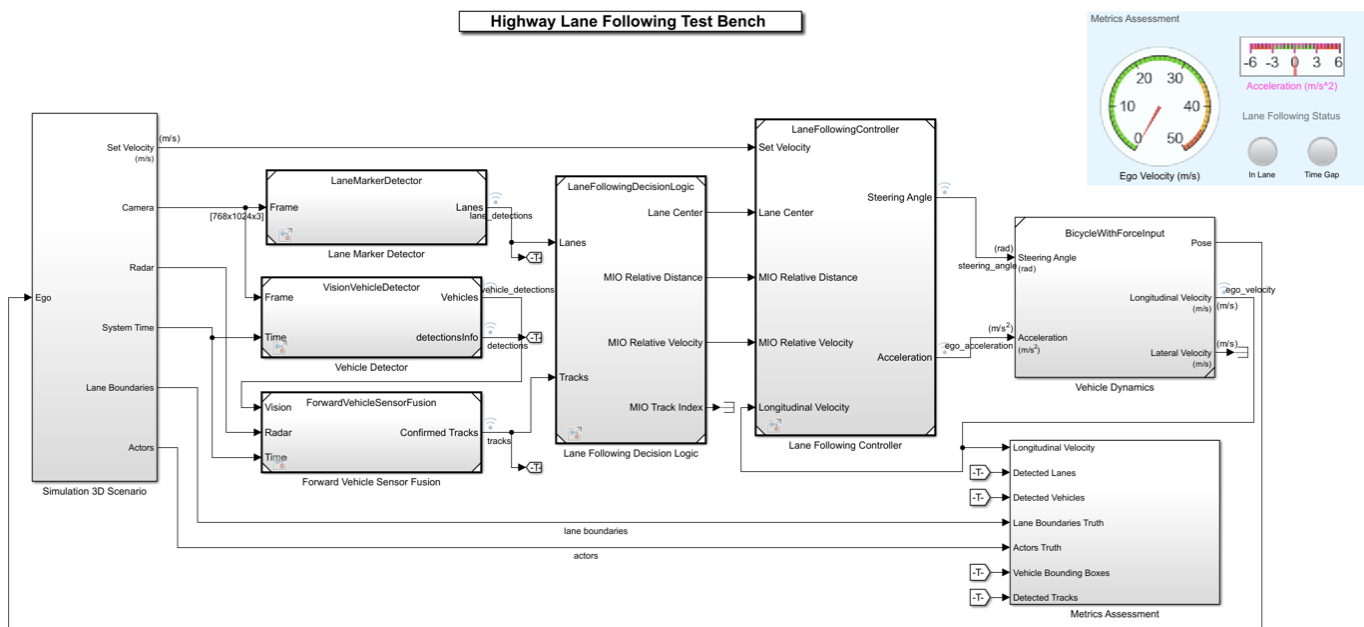 Highway Lane Following Test Bench
Metrics Assessment
0
10
20
30
40
50
Ego Velocity (m/s)
-6 -3 0 3 6
Acceleration (m/s^2)
Lane Following Status
In Lane
Time Gap
Ego
Set Velocity
(m/s)
Camera
Radar
System Time
Lane Boundaries
Actors
Simulation 3D Scenario
(m/s)
[768x1024x3]
LaneMarkerDetector
Frame
Lanes
Lane Marker Detector
lane_detections
-T-
VisionVehicleDetector
Frame
Time
Vehicles
detectionsInfo
Vehicle Detector
vehicle_detections
detections
-T-
ForwardVehicleSensorFusion
Vision
Radar
Time
Confirmed Tracks
Forward Vehicle Sensor Fusion
tracks
-T-
LaneFollowingDecisionLogic
Lanes
Tracks
Lane Center
MIO Relative Distance
MIO Relative Velocity
MIO Track Index
Lane Following Decision Logic
LaneFollowingController
Set Velocity
Lane Center
MIO Relative Distance
MIO Relative Velocity
Longitudinal Velocity
Steering Angle
Acceleration
Lane Following Controller
(rad)
steering_angle
(m/s²)
ego_acceleration
BicycleWithForceInput
Steering Angle
(rad)
Acceleration
(m/s²)
Pose
Longitudinal Velocity
(m/s)
Lateral Velocity
(m/s)
Vehicle Dynamics
ego_velocity
(m/s)
(m/s)
lane boundaries
actors
-T-
-T-
-T-
-T-
Longitudinal Velocity
Detected Lanes
Detected Vehicles
Lane Boundaries Truth
Actors Truth
Vehicle Bounding Boxes
Detected Tracks
Metrics Assessment